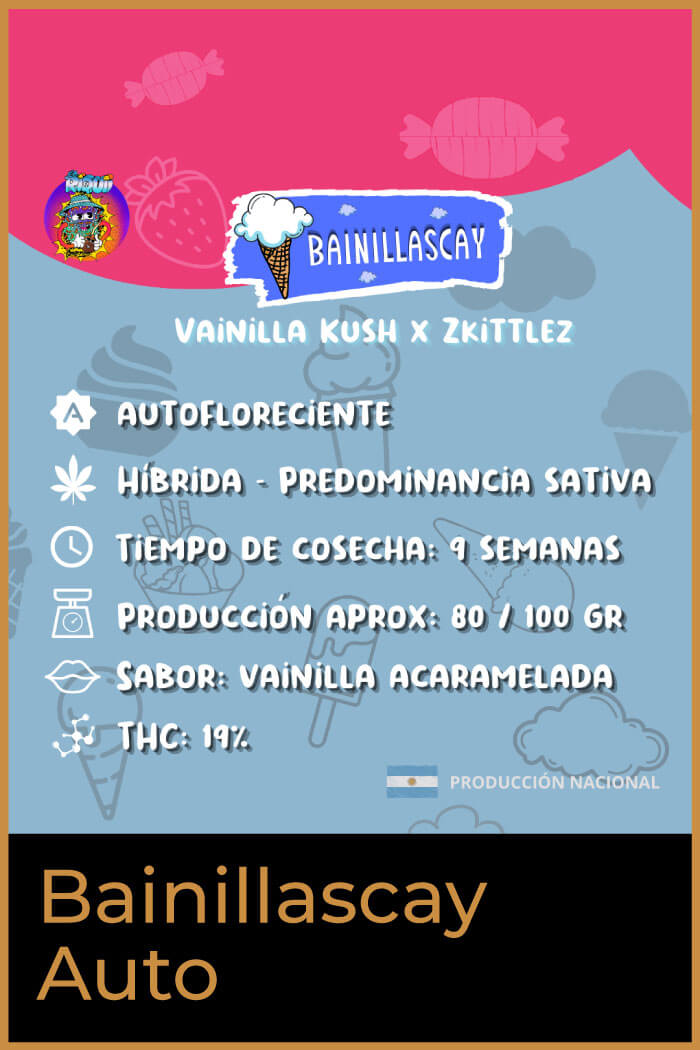 RIQUI
BAINILLASCAY
VAINILLA KUSH X ZKITTLEZ
A
AUTOFLORECIENTE
HÍBRIDA - PREDOMINANCIA SATIVA
TIEMPO DE COSECHA: 9 SEMANAS
PRODUCCIÓN APROX: 80 / 100 GR
SABOR: VAINILLA ACARAMELADA
THC: 19%
PRODUCCIÓN NACIONAL
Bainillascay
Auto